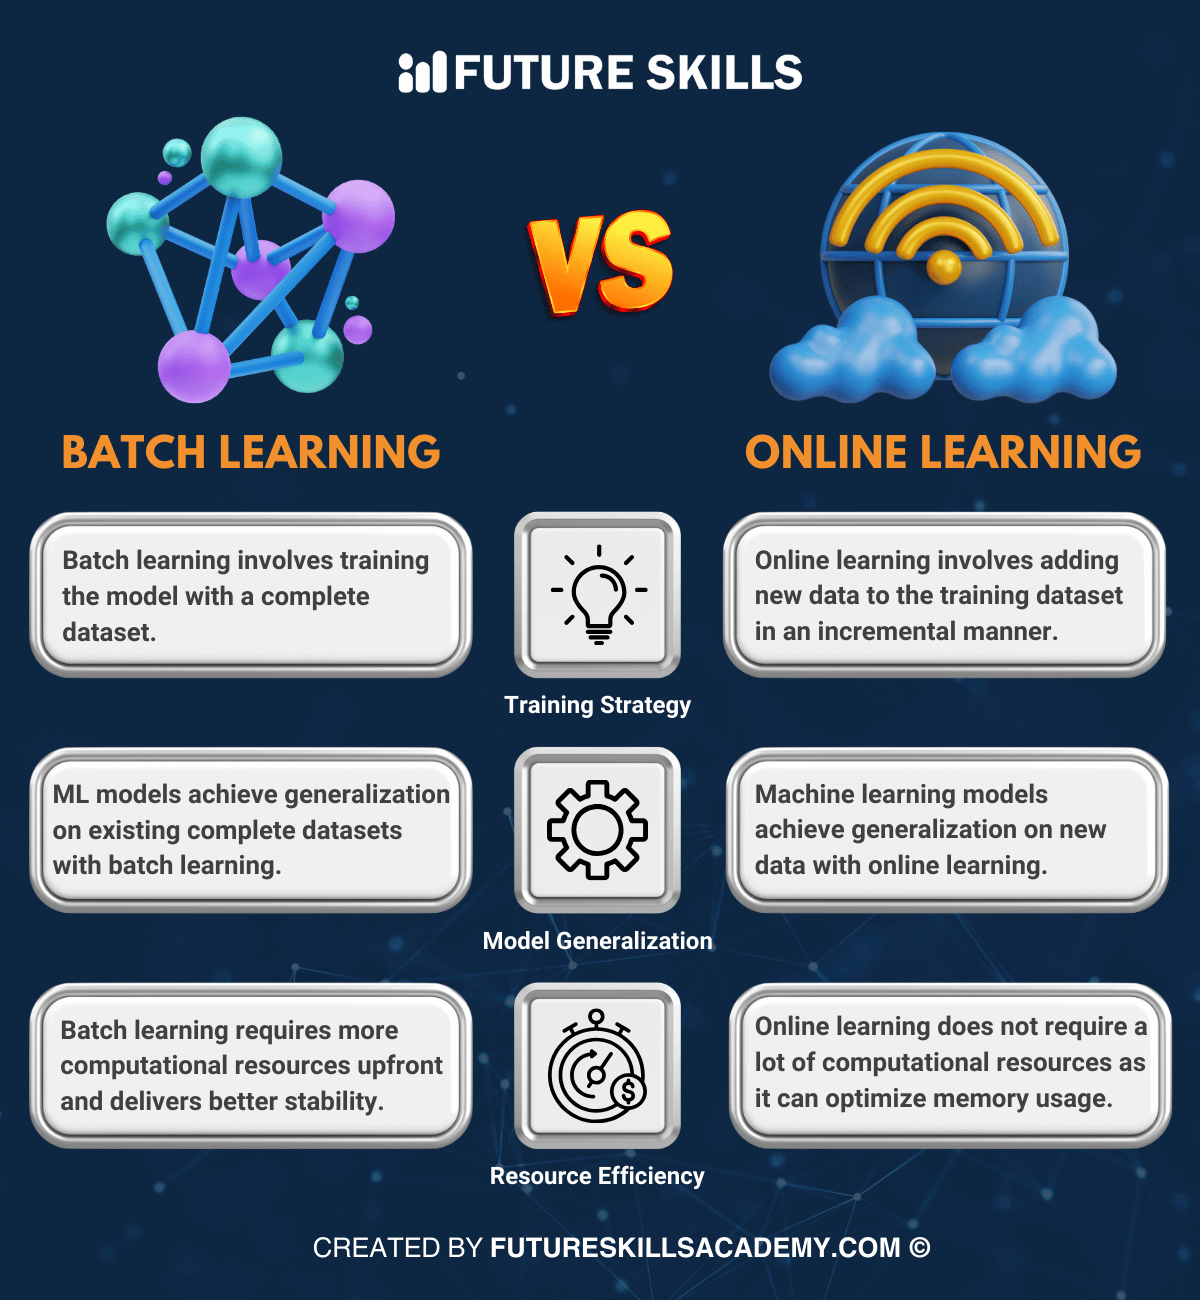 FUTURE SKILLS
VS
BATCH LEARNING
ONLINE LEARNING
Batch learning involves training
the model with a complete
dataset.
Training Strategy
Online learning involves adding
new data to the training dataset
in an incremental manner.
ML models achieve generalization
on existing complete datasets
with batch learning.
Model Generalization
Machine learning models
achieve generalization on new
data with online learning.
Batch learning requires more
computational resources upfront
and delivers better stability.
$
Resource Efficiency
Online learning does not require a
lot of computational resources as
it can optimize memory usage.
CREATED BY FUTURESKILLSACADEMY.COM ©